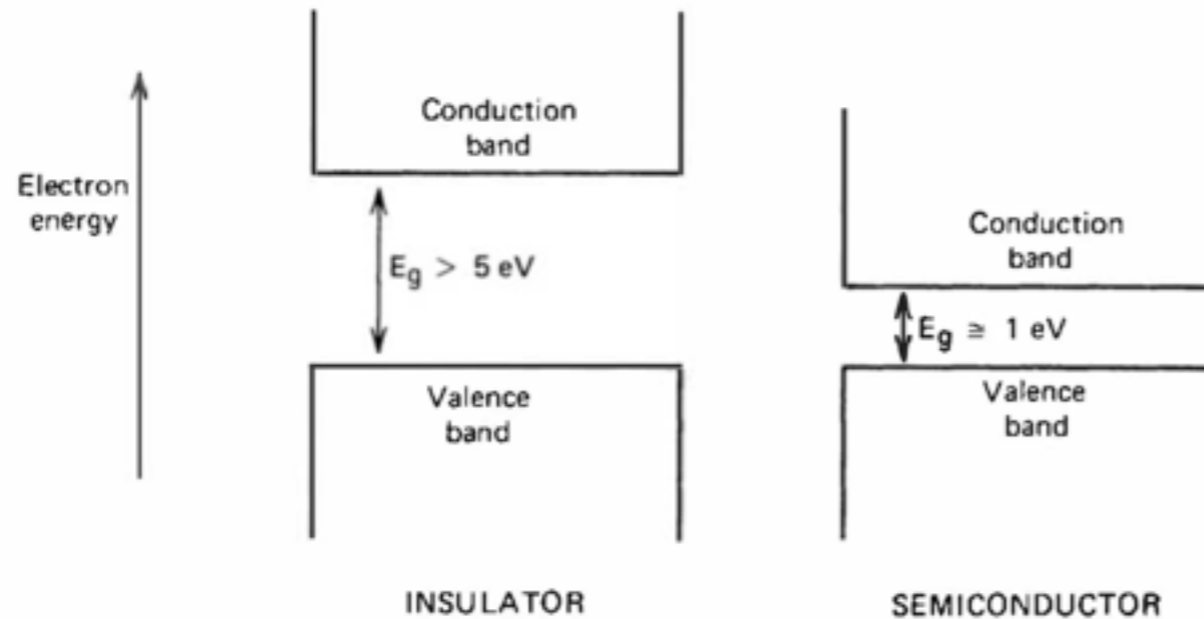 Electron
energy
Conduction
band
E_g > 5 eV
Valence
band
INSULATOR
Conduction
band
E_g ≅ 1 eV
Valence
band
SEMICONDUCTOR